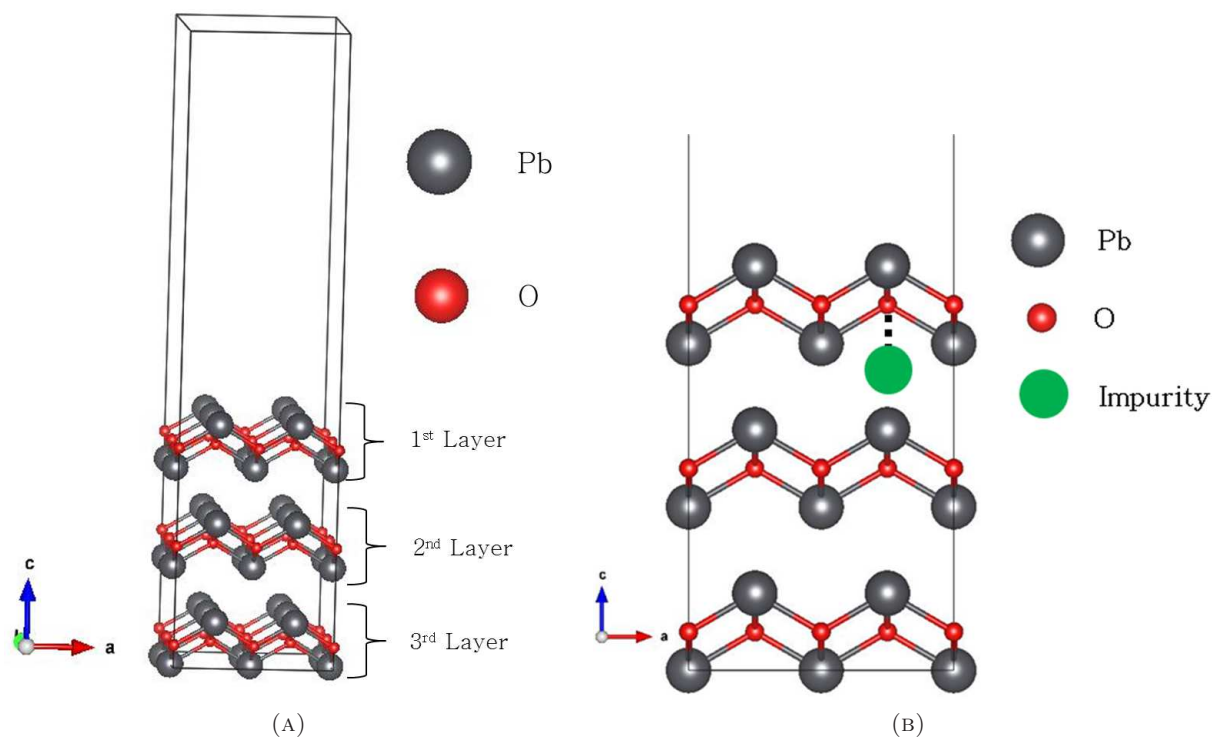 Pb
O
1st Layer
2nd Layer
3rd Layer
c
a
(A)
Pb
O
Impurity
c
a
(B)